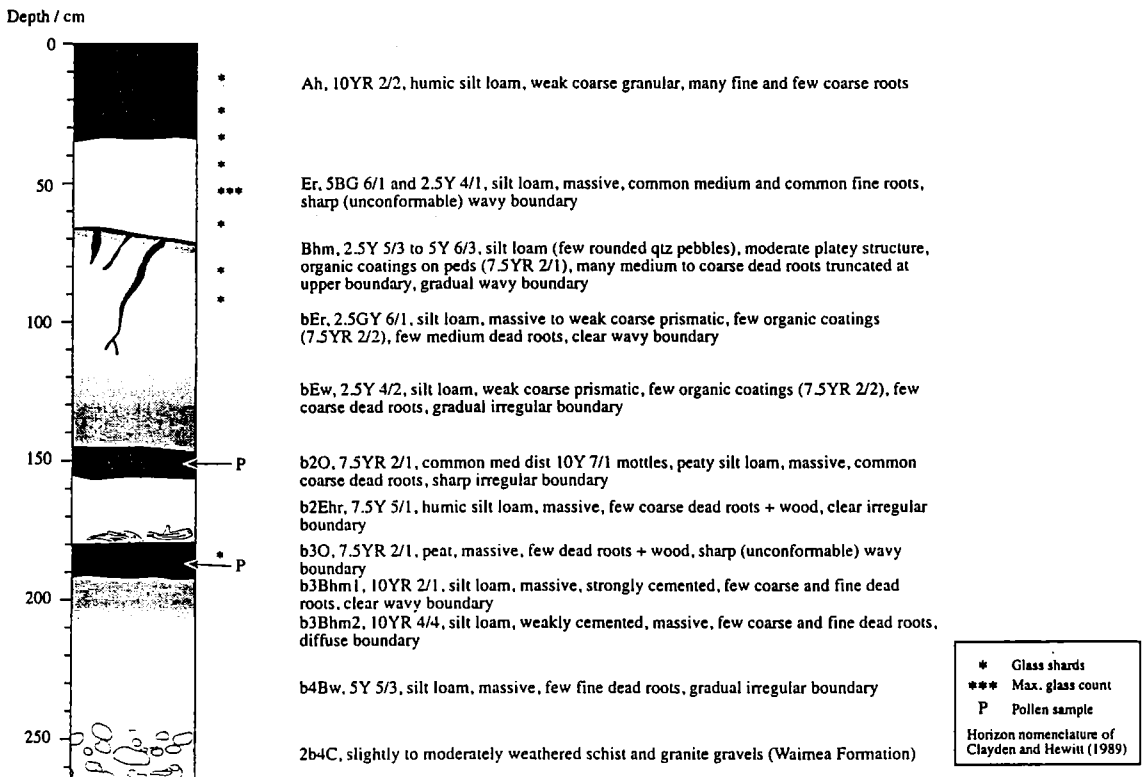 Depth / cm
0
50
100
150
200
250
*
*
*
*
***
*
*
*
*
P
P
Ah, 10YR 2/2, humic silt loam, weak coarse granular, many fine and few coarse roots
Er, 5BG 6/1 and 2.5Y 4/1, silt loam, massive, common medium and common fine roots,
sharp (unconformable) wavy boundary
Bhm, 2.5Y 5/3 to 5Y 6/3, silt loam (few rounded qtz pebbles), moderate platey structure,
organic coatings on peds (7.5YR 2/1), many medium to coarse dead roots truncated at
upper boundary, gradual wavy boundary
bEr, 2.5GY 6/1, silt loam, massive to weak coarse prismatic, few organic coatings
(7.5YR 2/2), few medium dead roots, clear wavy boundary
bEw, 2.5Y 4/2, silt loam, weak coarse prismatic, few organic coatings (7.5YR 2/2), few
coarse dead roots, gradual irregular boundary
b2O, 7.5YR 2/1, common med dist 10Y 7/1 mottles, peaty silt loam, massive, common
coarse dead roots, sharp irregular boundary
b2Ehr, 7.5Y 5/1, humic silt loam, massive, few coarse dead roots + wood, clear irregular
boundary
b3O, 7.5YR 2/1, peat, massive, few dead roots + wood, sharp (unconformable) wavy
boundary
b3Bhm1, 10YR 2/1, silt loam, massive, strongly cemented, few coarse and fine dead
roots, clear wavy boundary
b3Bhm2, 10YR 4/4, silt loam, weakly cemented, massive, few coarse and fine dead roots,
diffuse boundary
b4Bw, 5Y 5/3, silt loam, massive, few fine dead roots, gradual irregular boundary
2b4C, slightly to moderately weathered schist and granite gravels (Waimea Formation)
* Glass shards
*** Max. glass count
P Pollen sample
Horizon nomenclature of
Clayden and Hewitt (1989)